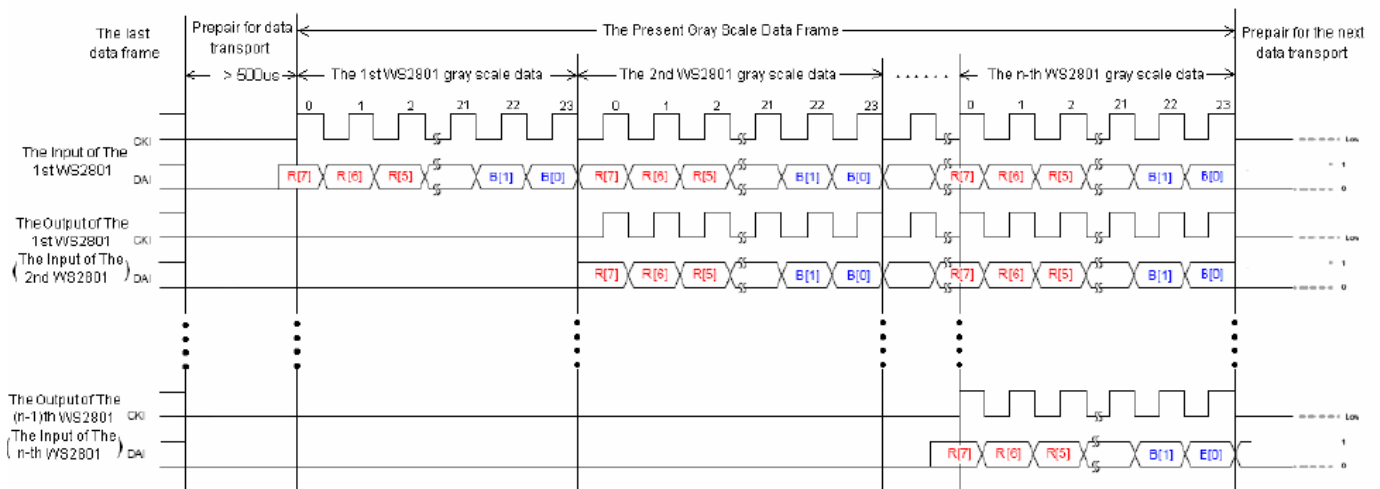 The last
data frame
Prepair for data
transport
The Present Gray Scale Data Frame
Prepair for the next
data transport
> 500us
The 1st WS2801 gray scale data
The 2nd WS2801 gray scale data
......
The n-th WS2801 gray scale data
0 1 2 21 22 23 0 1 2 21 22 23 0 1 2 21 22 23
The Input of The
1st WS2801
CKI
Low
DAI
R[7] R[6] R[5] B[1] B[0] R[7] R[6] R[5] B[1] B[0] R[7] R[6] R[5] B[1] B[0]
1
0
The Output of The
1st WS2801
CKI
Low
(The Input of The
2nd WS2801)
DAI
R[7] R[6] R[5] B[1] B[0] R[7] R[6] R[5] B[1] B[0]
1
0
The Output of The
(n-1)th WS2801
CKI
Low
(The Input of The
n-th WS2801)
DAI
R[7] R[6] R[5] B[1] E[0]
1
0